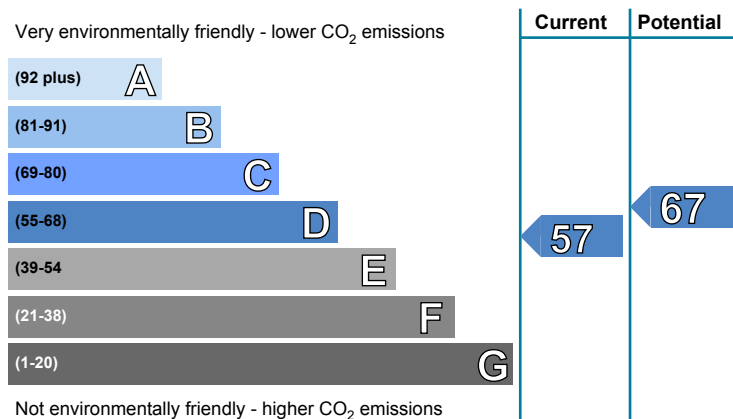 Very environmentally friendly - lower CO₂ emissions
Current Potential
(92 plus) A
(81-91) B
(69-80) C
(55-68) D
57 67
(39-54 E
(21-38) F
(1-20) G
Not environmentally friendly - higher CO₂ emissions